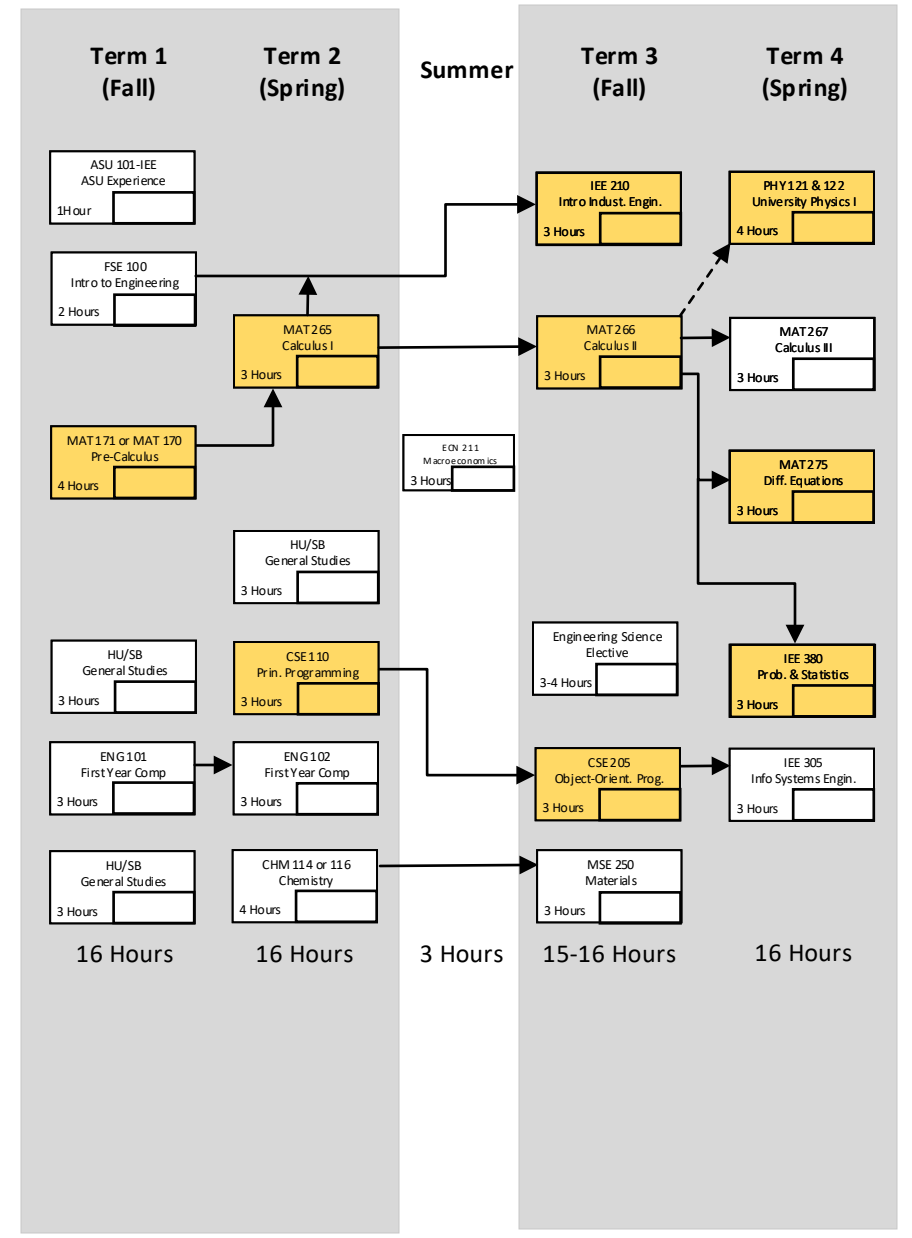 Term 1
(Fall)
Term 2
(Spring)
Summer
Term 3
(Fall)
Term 4
(Spring)
ASU 101-IEE
ASU Experience
1Hour
FSE 100
Intro to Engineering
2 Hours
MAT171 or MAT 170
Pre-Calculus
4 Hours
HU/SB
General Studies
3 Hours
ENG101
First Year Comp
3 Hours
HU/SB
General Studies
3 Hours
16 Hours
MAT265
Calculus I
3 Hours
HU/SB
General Studies
3 Hours
CSE110
Prin. Programming
3 Hours
ENG102
First Year Comp
3 Hours
CHM 114 or 116
Chemistry
4 Hours
16 Hours
ECN 211
Macroeconomics
3 Hours
3 Hours
IEE 210
Intro Indust. Engin.
3 Hours
MAT266
Calculus II
3 Hours
Engineering Science
Elective
3-4 Hours
CSE205
Object-Orient. Prog.
3 Hours
MSE 250
Materials
3 Hours
15-16 Hours
PHY121 & 122
University Physics I
4 Hours
MAT267
Calculus III
3 Hours
MAT275
Diff. Equations
3 Hours
IEE 380
Prob. & Statistics
3 Hours
IEE 305
Info Systems Engin.
3 Hours
16 Hours